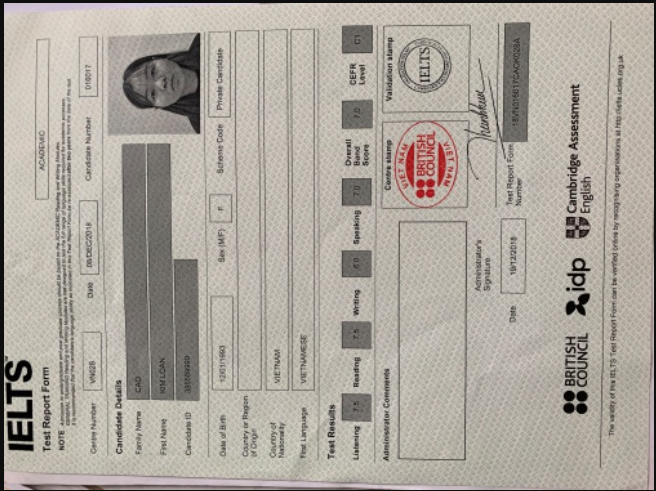 IELTS™
Test Report Form
ACADEMIC
NOTE
Centre Number VN028 Date 08/DEC/2018 Candidate Number 016017
Candidate Details
Family Name CAO
First Name KIM LOAN
Candidate ID
Date of Birth 12/01/1993 Sex (M/F) F Scheme Code Private Candidate
Country or Region
of Origin
Country of
Nationality VIETNAM
First Language VIETNAMESE
Test Results
Listening 7.5 Reading 7.5 Writing 6.0 Speaking 7.0 Overall
Band
Score 7.0 CEFR
Level C1
Administrator Comments
Centre stamp
VIET NAM
BRITISH
COUNCIL
VIET NAM
Validation stamp
IELTS
Administrator's
Signature
Date 19/12/2018 Test Report Form
Number
BRITISH
COUNCIL
idp
Cambridge Assessment
English
The validity of this IELTS Test Report Form can be verified online by recognising organisations at http://ielts.ucles.org.uk